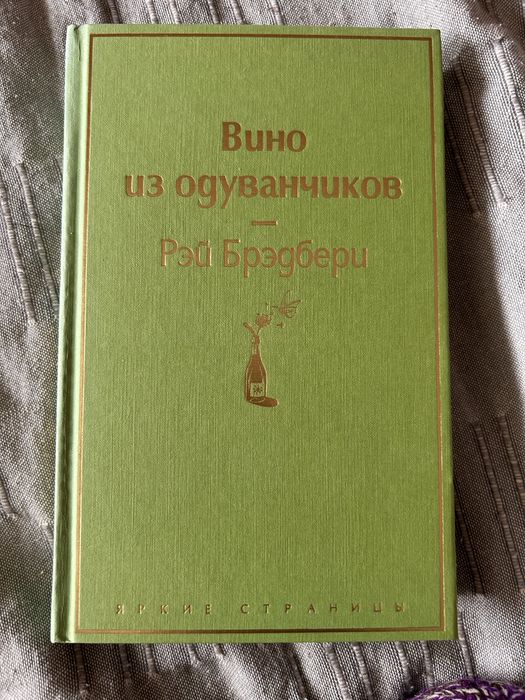 Вино
из одуванчиков
—
Рэй Брэдбери
ЯРКИЕ СТРАНИЦЫ